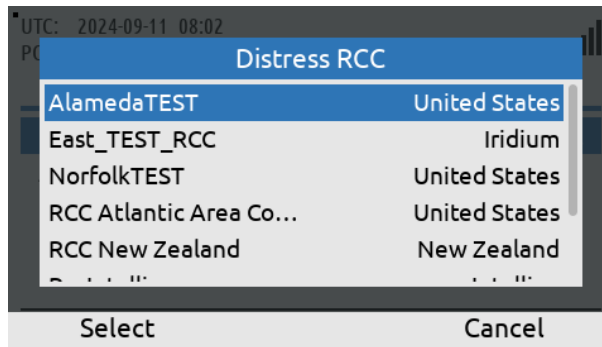 UTC: 2024-09-11 08:02
Distress RCC
AlamedaTEST United States
East_TEST_RCC Iridium
NorfolkTEST United States
RCC Atlantic Area Co... United States
RCC New Zealand New Zealand
Select Cancel